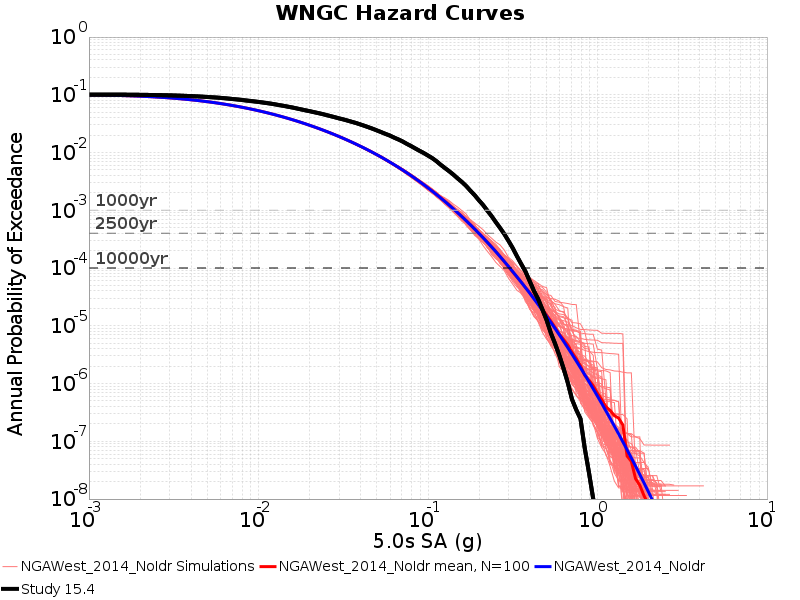 WNGC Hazard Curves
Annual Probability of Exceedance
10^0
10^-1
10^-2
10^-3
10^-4
10^-5
10^-6
10^-7
10^-8
1000yr
2500yr
10000yr
10^-3 10^-2 10^-1 10^0 10^1
5.0s SA (g)
NGAWest_2014_NoIdr Simulations NGAWest_2014_NoIdr mean, N=100 NGAWest_2014_NoIdr
Study 15.4